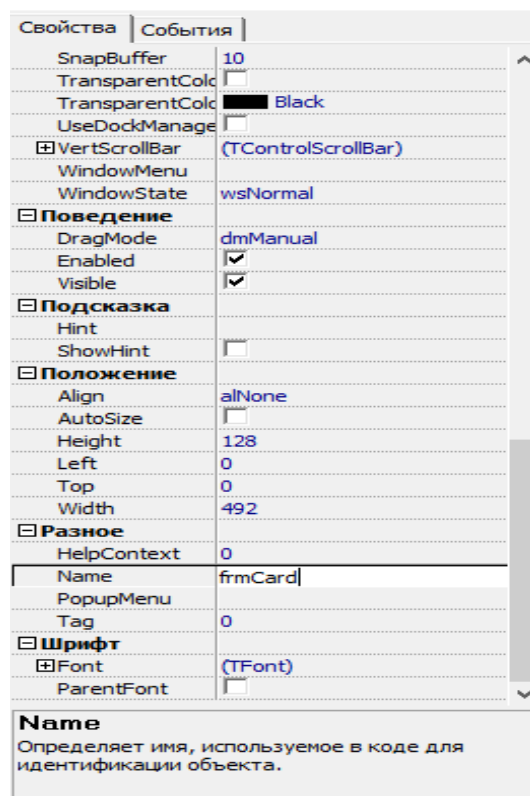 Свойства События
SnapBuffer 10
TransparentColc
TransparentColc Black
UseDockManage
VertScrollBar (TControlScrollBar)
WindowMenu
WindowState wsNormal
Поведение
DragMode dmManual
Enabled
Visible
Подсказка
Hint
ShowHint
Положение
Align alNone
AutoSize
Height 128
Left 0
Top 0
Width 492
Разное
HelpContext 0
Name frmCard
PopupMenu
Tag 0
Шрифт
Font (TFont)
ParentFont
Name
Определяет имя, используемое в коде для
идентификации объекта.